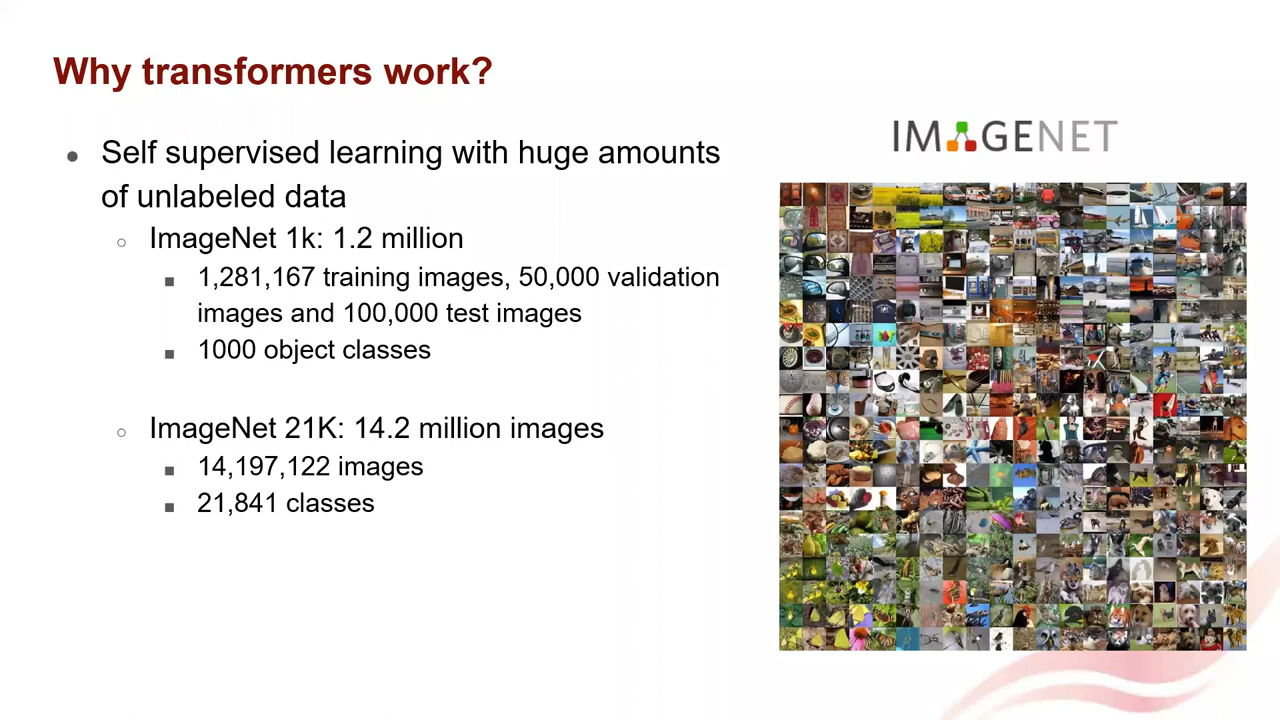 Why transformers work?
Self supervised learning with huge amounts
of unlabeled data
ImageNet 1k: 1.2 million
1,281,167 training images, 50,000 validation
images and 100,000 test images
1000 object classes
ImageNet 21K: 14.2 million images
14,197,122 images
21,841 classes
IMAGENET